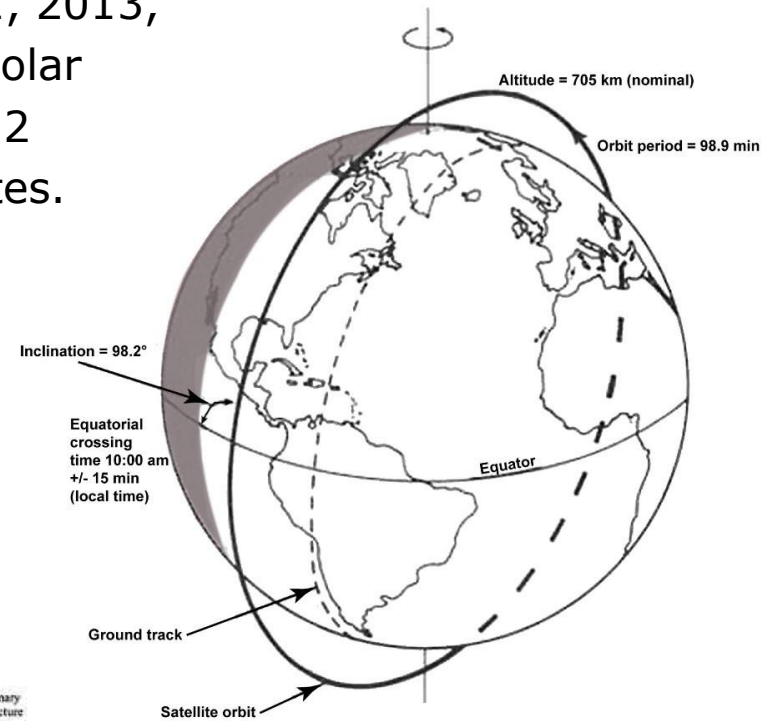 2013,
olar
2
tes.
Altitude = 705 km (nominal)
Orbit period = 98.9 min
Inclination = 98.2°
Equatorial
crossing
time 10:00 am
+/- 15 min
(local time)
Equator
Ground track
Satellite orbit